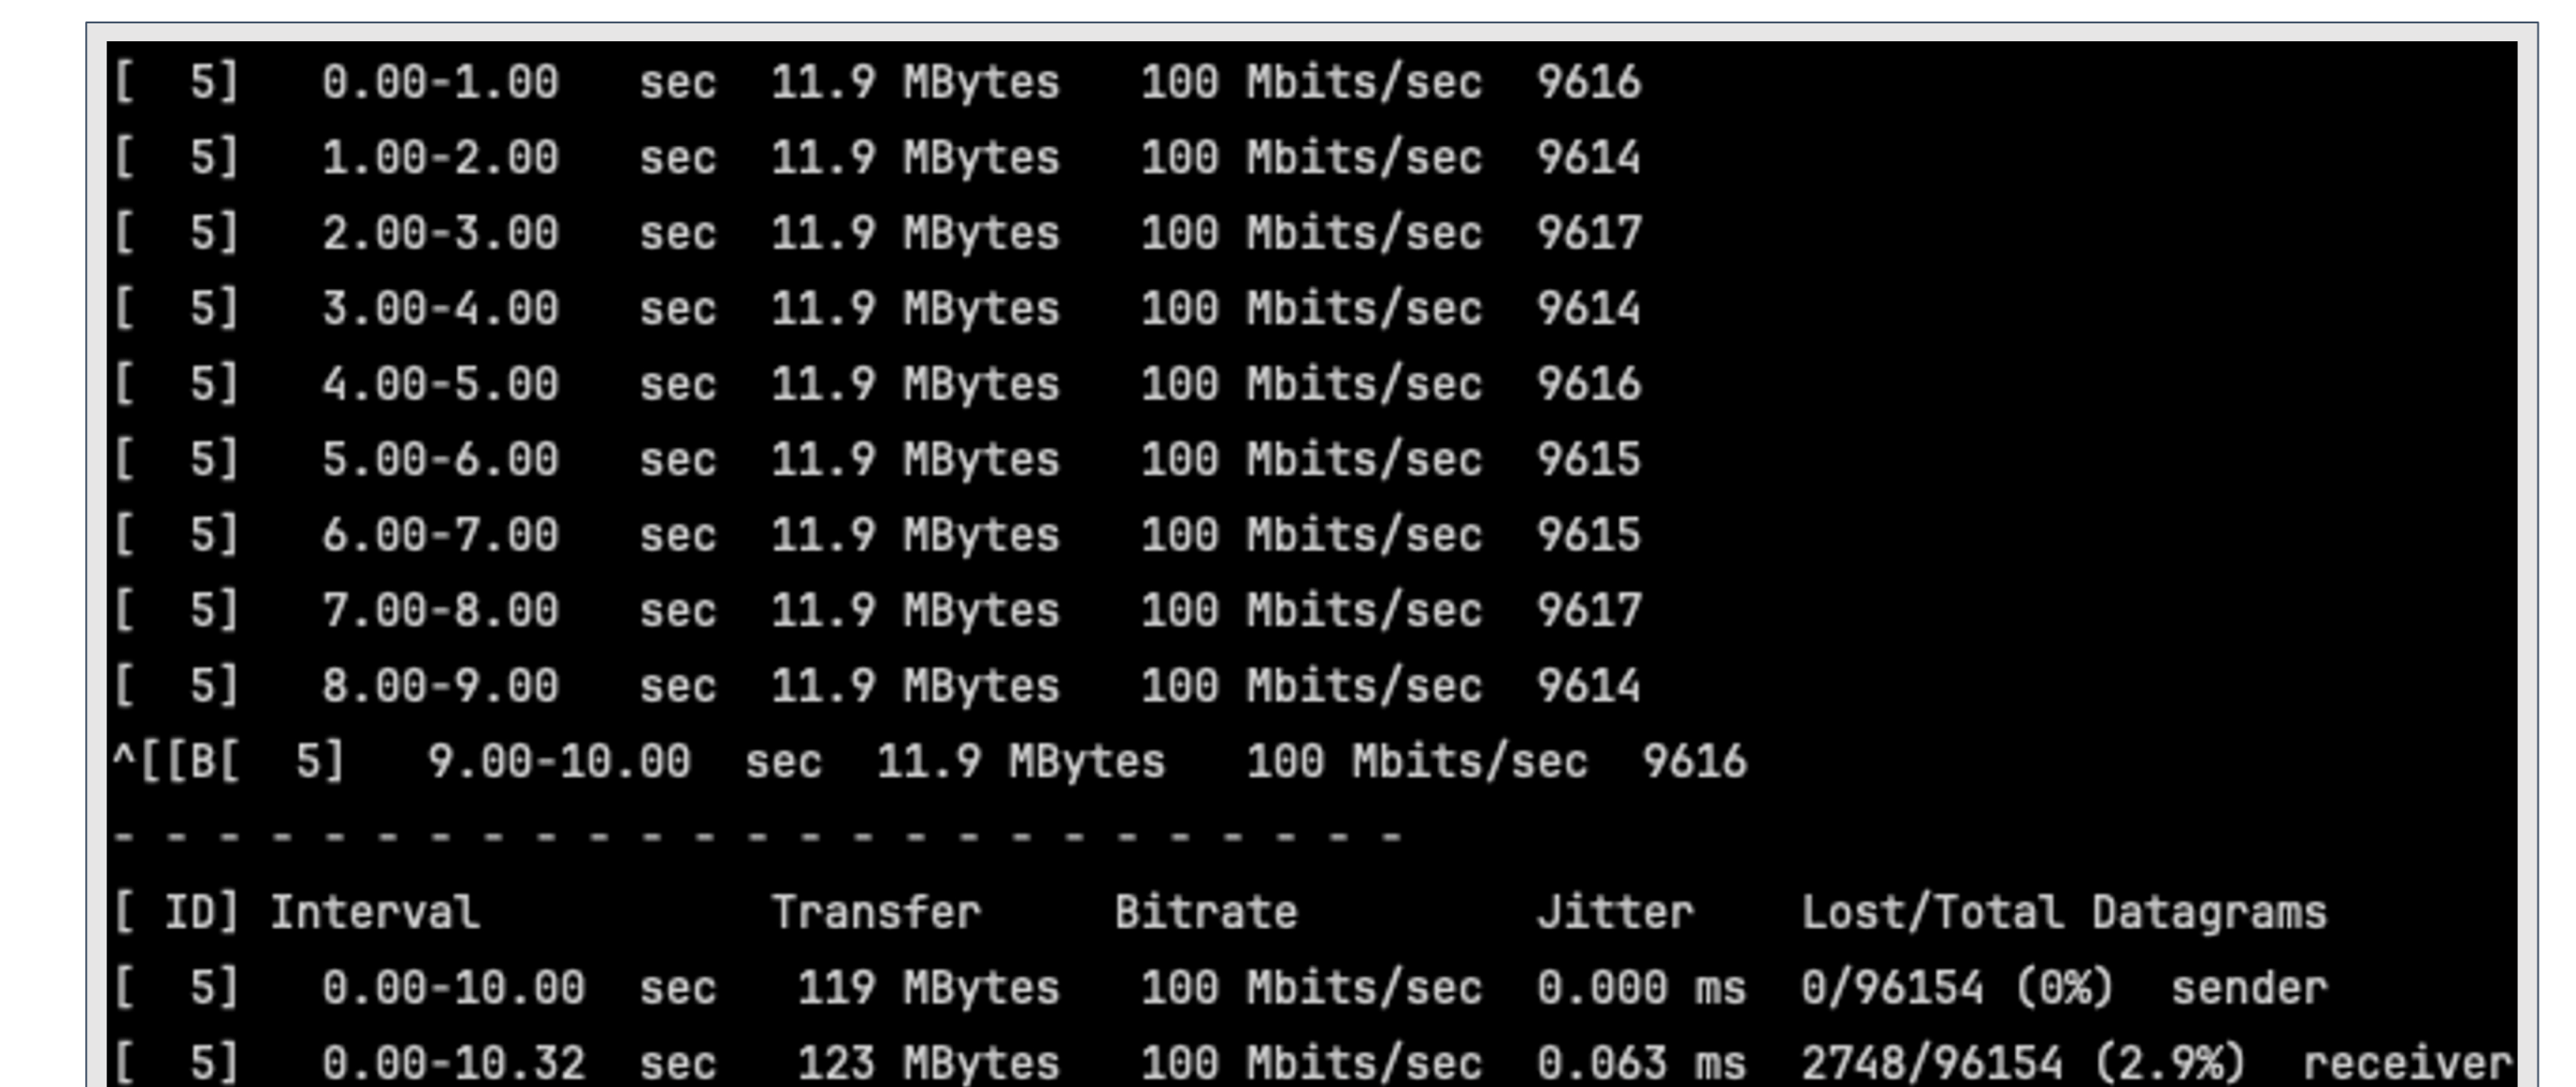 [  5]   0.00-1.00   sec  11.9 MBytes   100 Mbits/sec  9616
[  5]   1.00-2.00   sec  11.9 MBytes   100 Mbits/sec  9614
[  5]   2.00-3.00   sec  11.9 MBytes   100 Mbits/sec  9617
[  5]   3.00-4.00   sec  11.9 MBytes   100 Mbits/sec  9614
[  5]   4.00-5.00   sec  11.9 MBytes   100 Mbits/sec  9616
[  5]   5.00-6.00   sec  11.9 MBytes   100 Mbits/sec  9615
[  5]   6.00-7.00   sec  11.9 MBytes   100 Mbits/sec  9615
[  5]   7.00-8.00   sec  11.9 MBytes   100 Mbits/sec  9617
[  5]   8.00-9.00   sec  11.9 MBytes   100 Mbits/sec  9614
^[[B[  5]   9.00-10.00  sec  11.9 MBytes   100 Mbits/sec  9616
- - - - - - - - - - - - - - - - - - - - - - - - -
[ ID] Interval           Transfer     Bitrate         Jitter    Lost/Total Datagrams
[  5]   0.00-10.00  sec   119 MBytes   100 Mbits/sec  0.000 ms  0/96154 (0%)  sender
[  5]   0.00-10.32  sec   123 MBytes   100 Mbits/sec  0.063 ms  2748/96154 (2.9%)  receiver